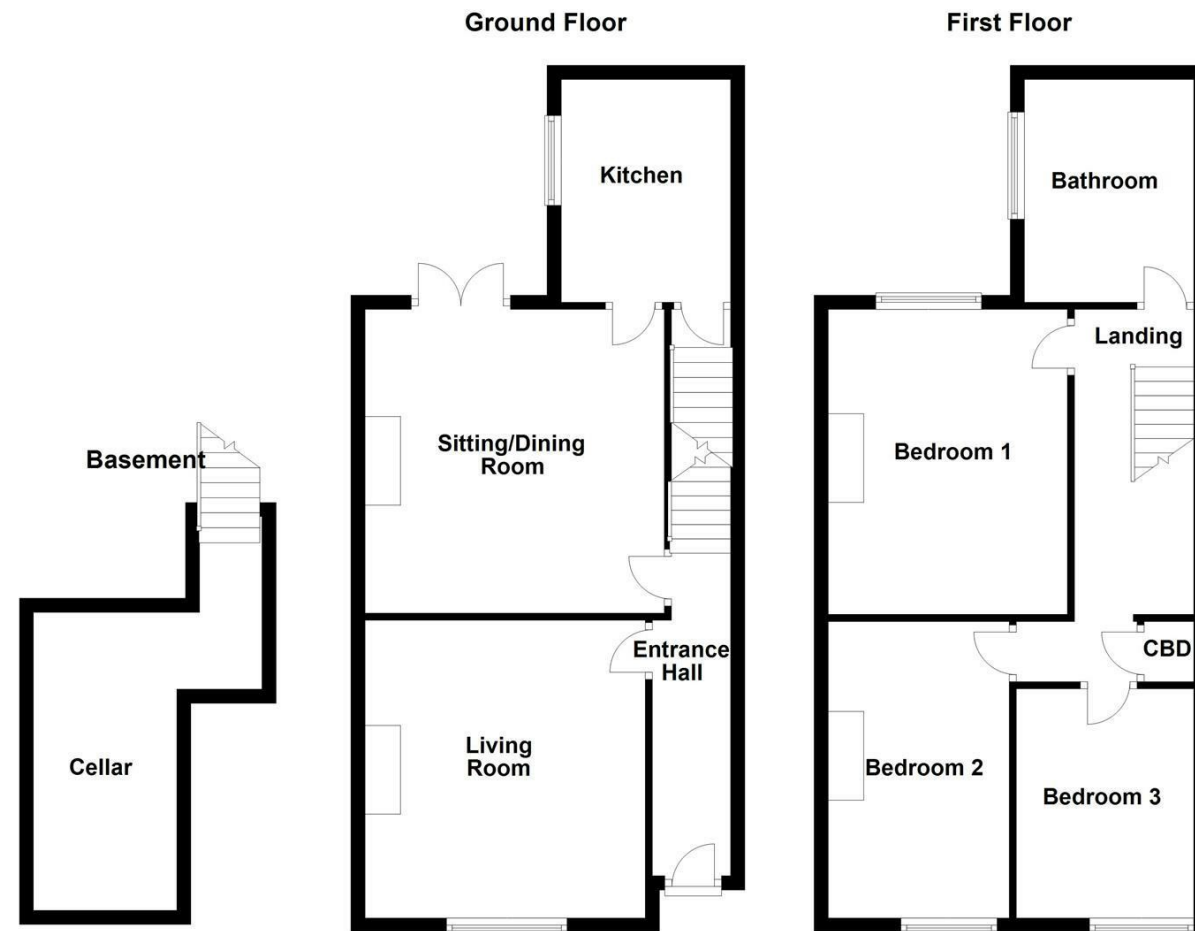 Ground Floor
First Floor
Basement
Cellar
Kitchen
Sitting/Dining
Room
Entrance
Hall
Living
Room
Bathroom
Landing
Bedroom 1
CBD
Bedroom 2
Bedroom 3